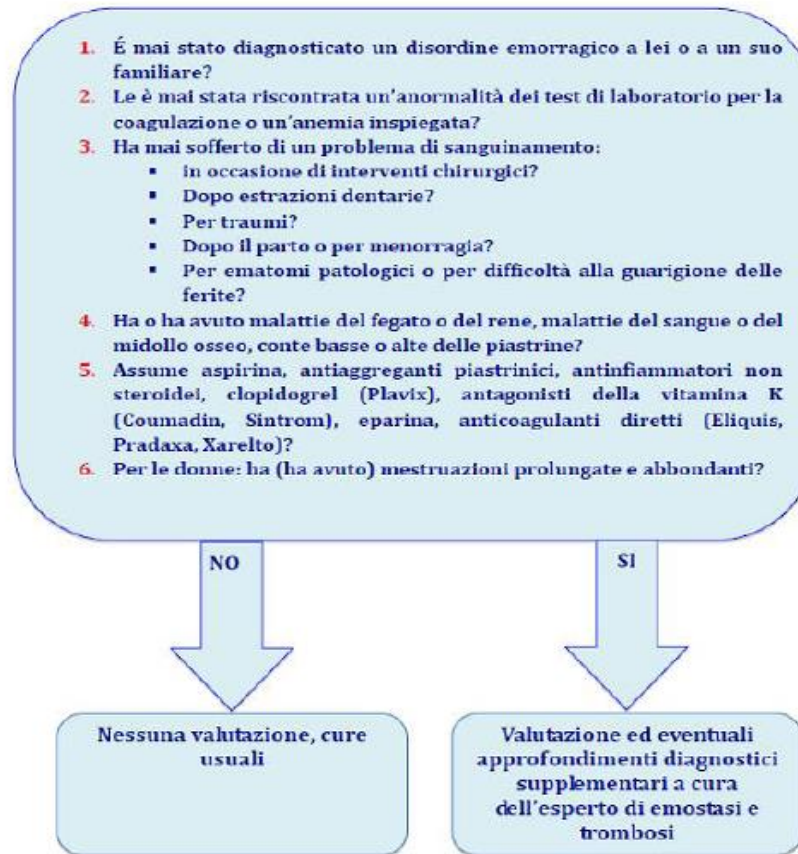 1. É mai stato diagnosticato un disordine emorragico a lei o a un suo
familiare?
2. Le è mai stata riscontrata un'anormalità dei test di laboratorio per la
coagulazione o un'anemia inspiegata?
3. Ha mai sofferto di un problema di sanguinamento:
▪ in occasione di interventi chirurgici?
▪ Dopo estrazioni dentarie?
▪ Per traumi?
▪ Dopo il parto o per menorragia?
▪ Per ematomi patologici o per difficoltà alla guarigione delle
ferite?
4. Ha o ha avuto malattie del fegato o del rene, malattie del sangue o del
midollo osseo, conte basse o alte delle piastrine?
5. Assume aspirina, antiaggreganti piastrinici, antinfiammatori non
steroidei, clopidogrel (Plavix), antagonisti della vitamina K
(Coumadin, Sintrom), eparina, anticoagulanti diretti (Eliquis,
Pradaxa, Xarelto)?
6. Per le donne: ha (ha avuto) mestruazioni prolungate e abbondanti?
NO
SI
Nessuna valutazione, cure
usuali
Valutazione ed eventuali
approfondimenti diagnostici
supplementari a cura
dell'esperto di emostasi e
trombosi